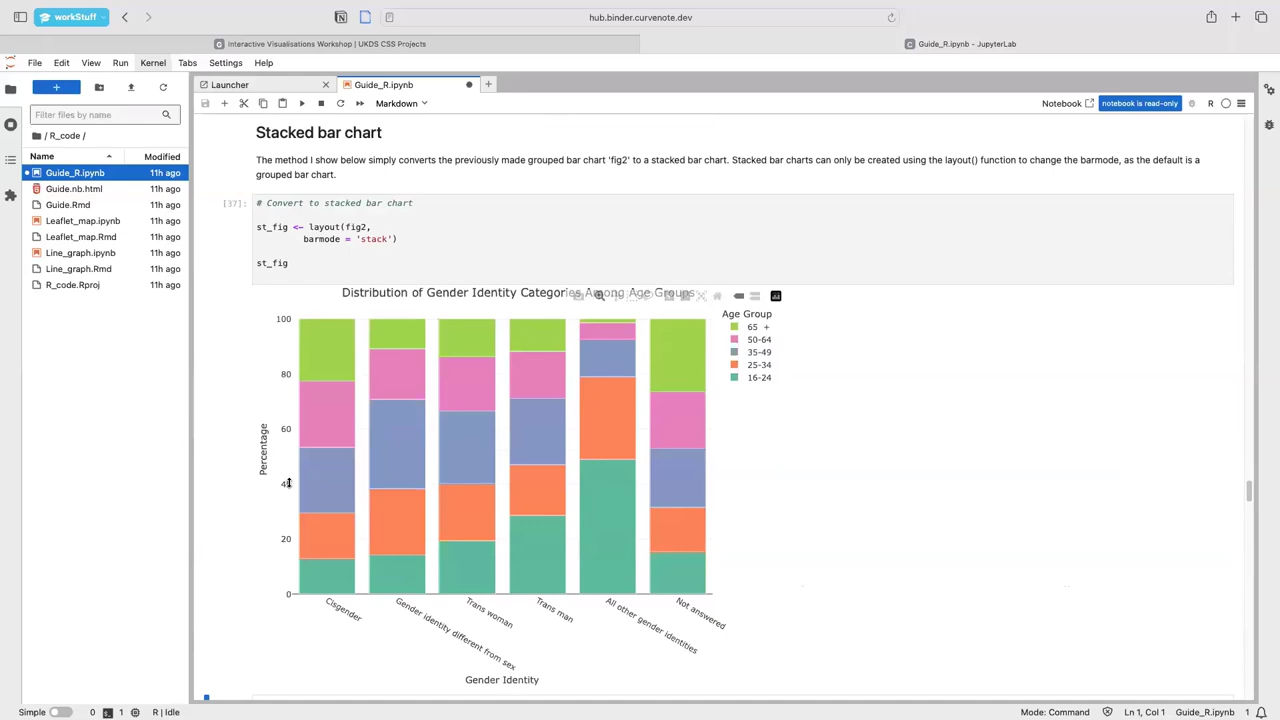 workStuff
hub.binder.curvenote.dev
Interactive Visualisations Workshop | UKDS CSS Projects
Guide_R.ipynb - JupyterLab
File Edit View Run Kernel Tabs Settings Help
Launcher
Guide_R.ipynb
Markdown
Notebook
notebook is read-only
R
Filter files by name
/ R_code /
Name Modified
Guide_R.ipynb 11h ago
Guide.nb.html 11h ago
Guide.Rmd 11h ago
Leaflet_map.ipynb 11h ago
Leaflet_map.Rmd 11h ago
Line_graph.ipynb 11h ago
Line_graph.Rmd 11h ago
R_code.Rproj 11h ago
Stacked bar chart
The method I show below simply converts the previously made grouped bar chart 'fig2' to a stacked bar chart. Stacked bar charts can only be created using the layout() function to change the barmode, as the default is a
grouped bar chart.
[37]:
# Convert to stacked bar chart
st_fig <- layout(fig2,
barmode = 'stack')
st_fig
Distribution of Gender Identity Categories Among Age Groups
Age Group
65 +
50-64
35-49
25-34
16-24
100
80
60
40
20
0
Percentage
Cisgender
Gender identity different from sex
Trans woman
Trans man
All other gender identities
Not answered
Gender Identity
Simple 0 1 R | Idle
Mode: Command Ln 1, Col 1 Guide_R.ipynb 1